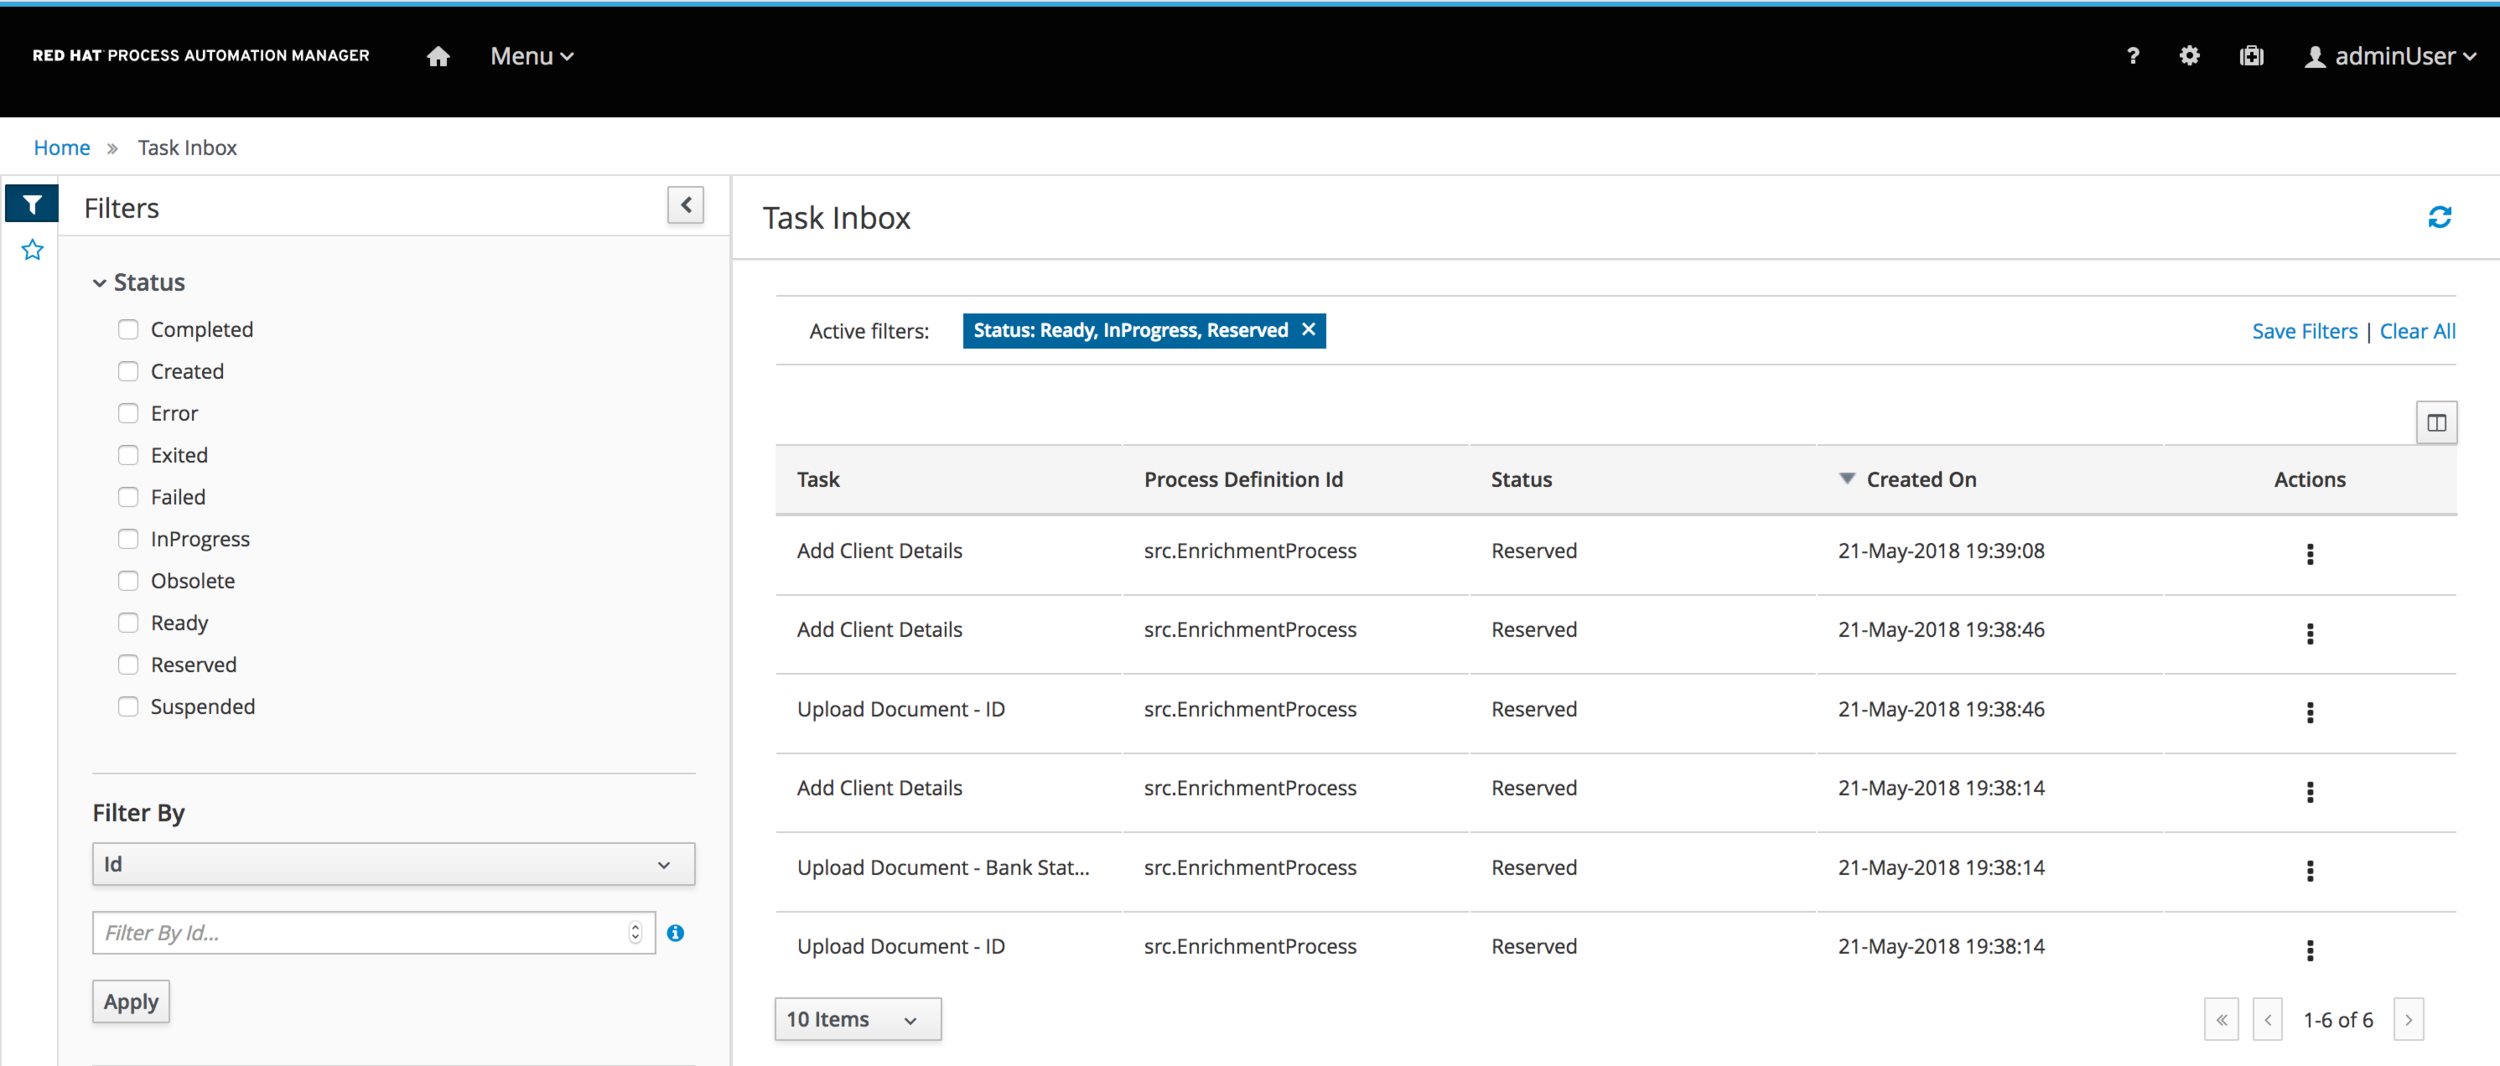 RED HAT PROCESS AUTOMATION MANAGER Menu ? adminUser
Home » Task Inbox
Filters
Status
Completed
Created
Error
Exited
Failed
InProgress
Obsolete
Ready
Reserved
Suspended
Filter By
Id
Filter By Id...
Apply
Task Inbox
Active filters: Status: Ready, InProgress, Reserved × Save Filters | Clear All
Task Process Definition Id Status Created On Actions
Add Client Details src.EnrichmentProcess Reserved 21-May-2018 19:39:08
Add Client Details src.EnrichmentProcess Reserved 21-May-2018 19:38:46
Upload Document - ID src.EnrichmentProcess Reserved 21-May-2018 19:38:46
Add Client Details src.EnrichmentProcess Reserved 21-May-2018 19:38:14
Upload Document - Bank Stat... src.EnrichmentProcess Reserved 21-May-2018 19:38:14
Upload Document - ID src.EnrichmentProcess Reserved 21-May-2018 19:38:14
10 Items « ‹ 1-6 of 6 ›